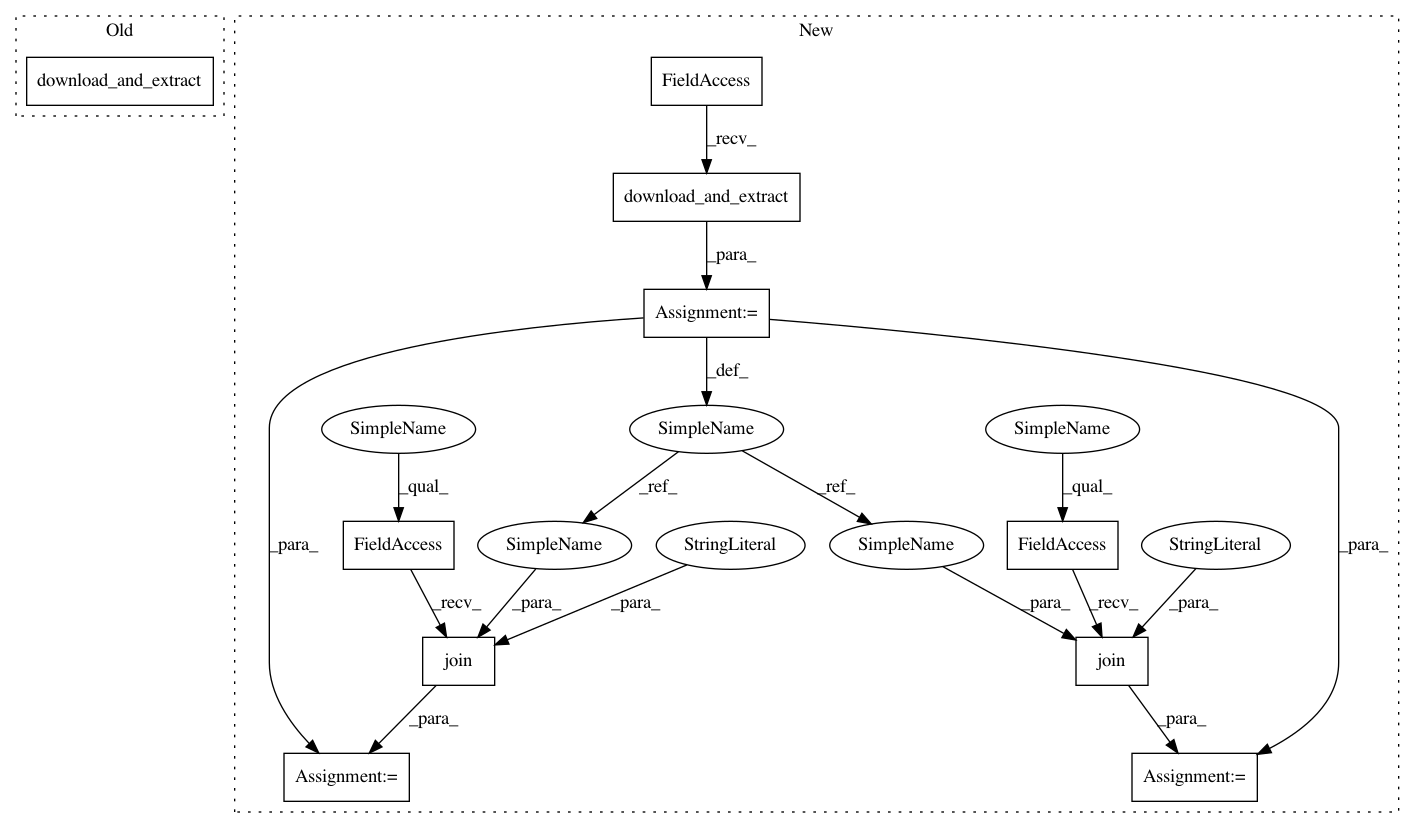 Old
New
download_and_extract
FieldAccess
_recv_
download_and_extract
_para_
Assignment:=
_def_
SimpleName
SimpleName
SimpleName
_qual_
_ref_
_ref_
_qual_
_para_
FieldAccess
SimpleName
StringLiteral
SimpleName
FieldAccess
StringLiteral
_para_
_recv_
_para_
_para_
_para_
_recv_
_para_
join
join
_para_
_para_
Assignment:=
Assignment:=